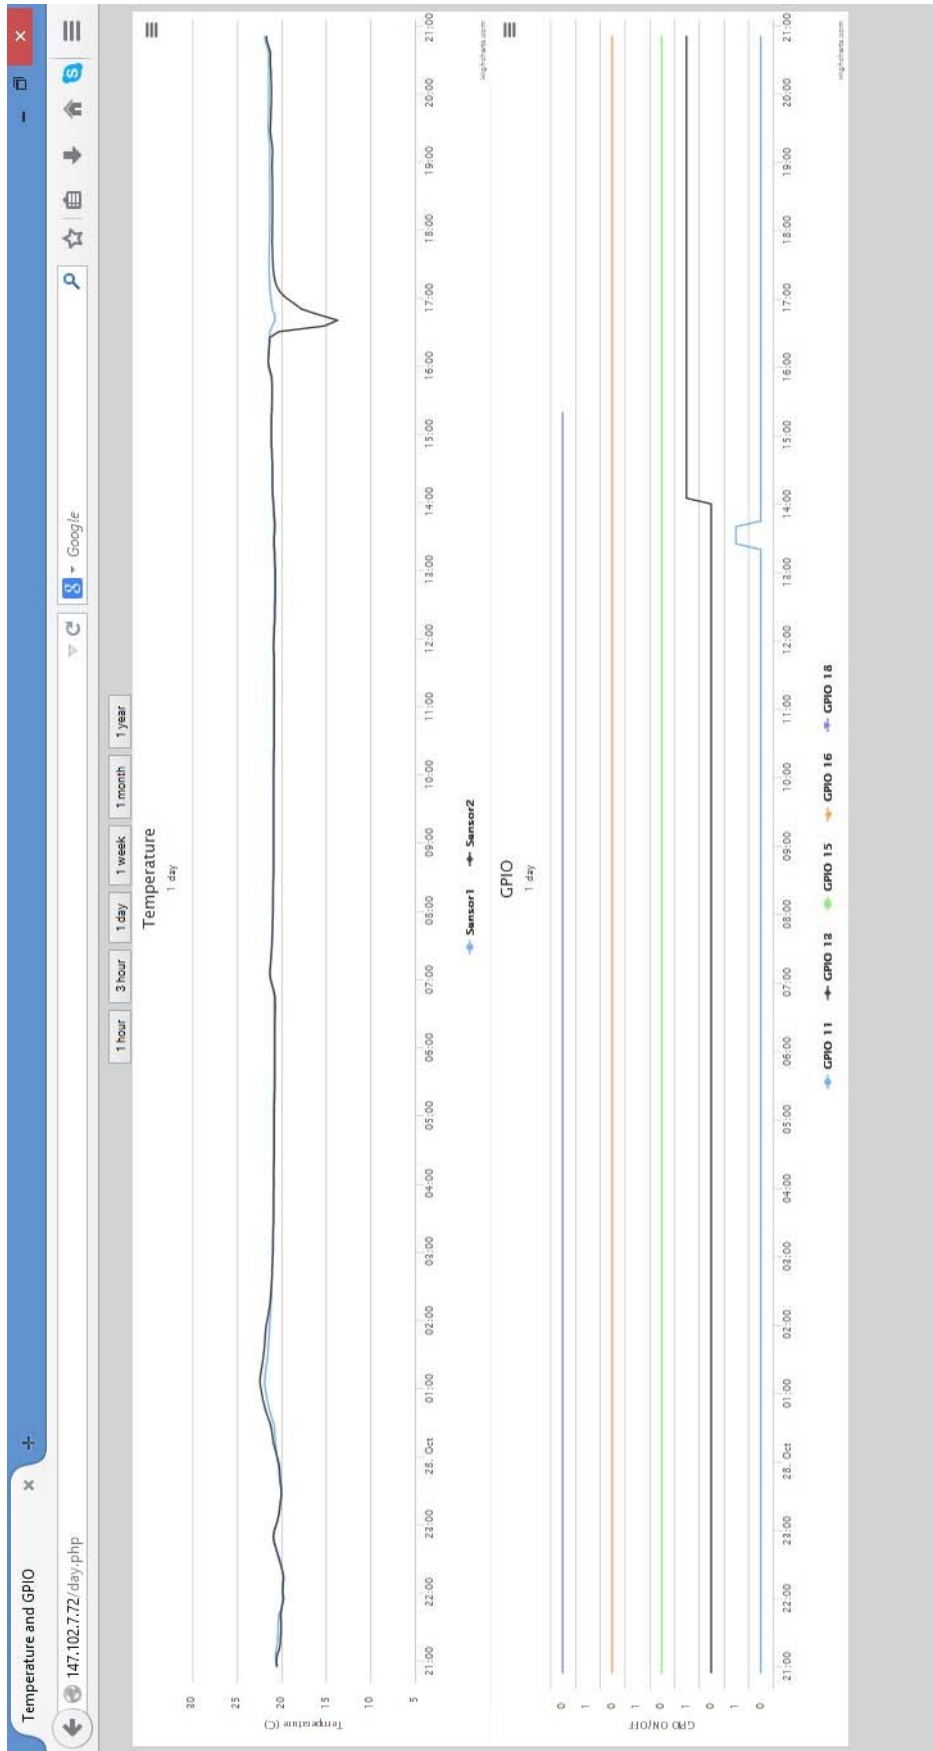 Temperature and GPIO
147.102.7.72/day.php
Google
1 hour 3 hour 1 day 1 week 1 month 1 year
Temperature
1 day
Temperature (C)
30
25
20
15
10
5
21:00 22:00 23:00 28. Oct 01:00 02:00 03:00 04:00 05:00 06:00 07:00 08:00 09:00 10:00 11:00 12:00 13:00 14:00 15:00 16:00 17:00 18:00 19:00 20:00 21:00
Sensor1 Sensor2
Highcharts.com
GPIO
1 day
GPIO ON/OFF
0
1
0
1
0
1
0
1
0
21:00 22:00 23:00 28. Oct 01:00 02:00 03:00 04:00 05:00 06:00 07:00 08:00 09:00 10:00 11:00 12:00 13:00 14:00 15:00 16:00 17:00 18:00 19:00 20:00 21:00
GPIO 11 GPIO 12 GPIO 15 GPIO 16 GPIO 18
Highcharts.com